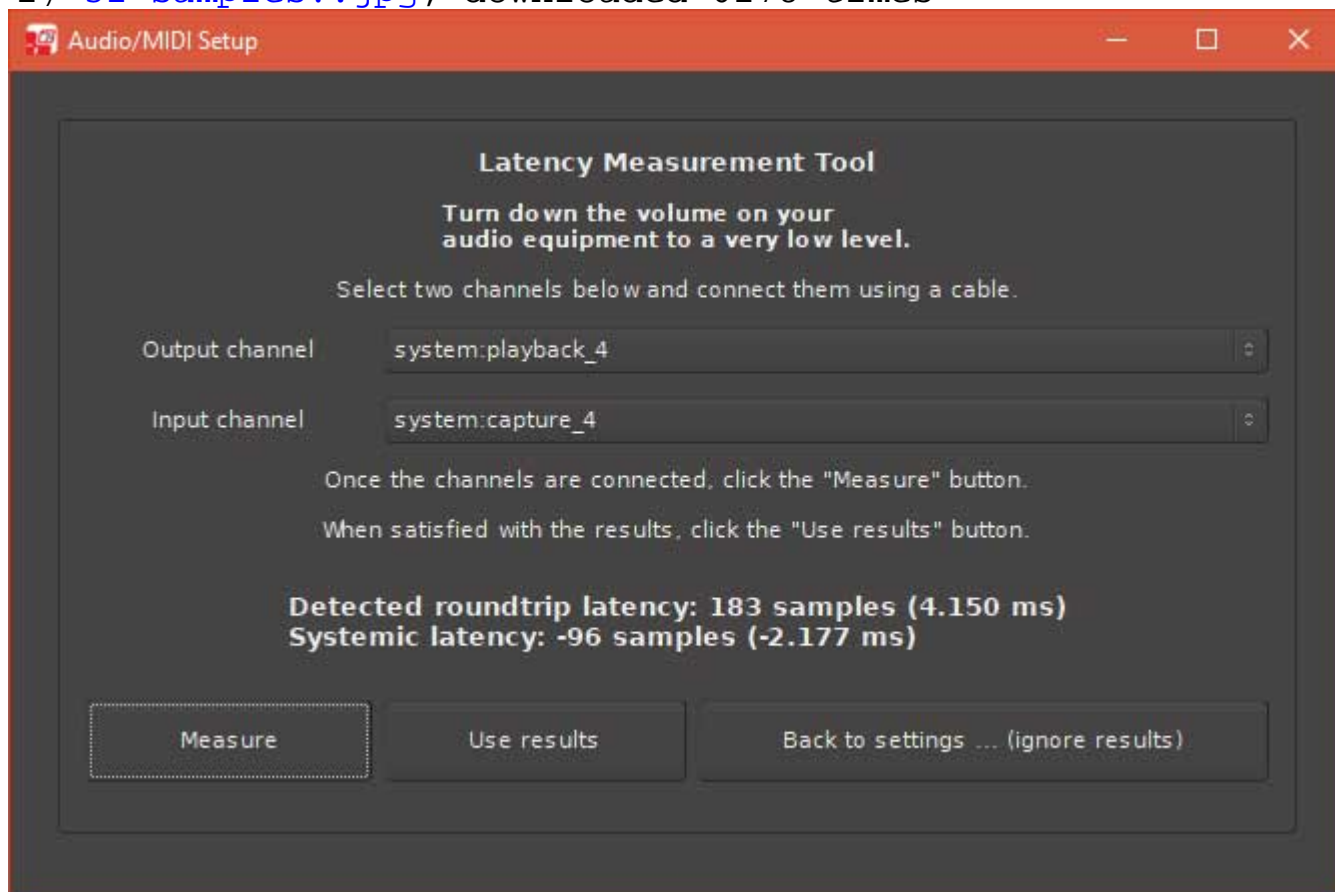 Audio/MIDI Setup
Latency Measurement Tool
Turn down the volume on your
audio equipment to a very low level.
Select two channels below and connect them using a cable.
Output channel system:playback_4
Input channel system:capture_4
Once the channels are connected, click the "Measure" button.
When satisfied with the results, click the "Use results" button.
Detected roundtrip latency: 183 samples (4.150 ms)
Systemic latency: -96 samples (-2.177 ms)
Measure Use results Back to settings ... (ignore results)